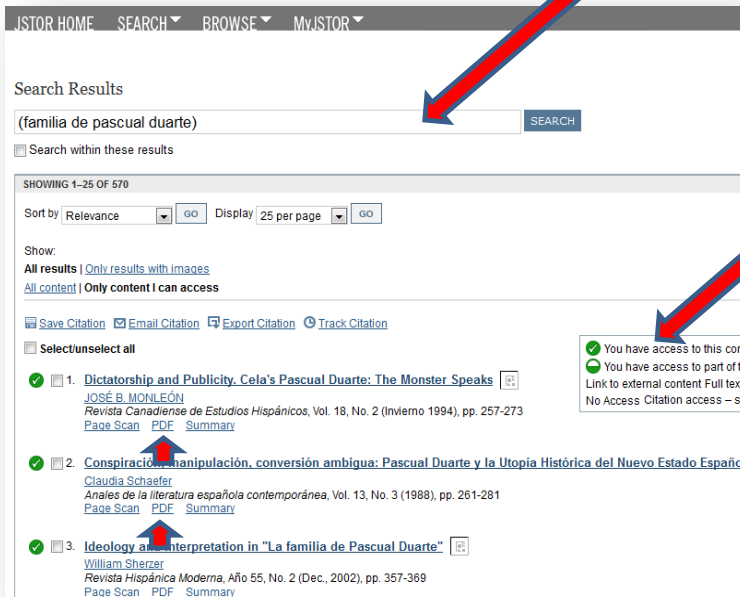 JSTOR HOME SEARCH BROWSE MyJSTOR
Search Results
(familia de pascual duarte) SEARCH
Search within these results
SHOWING 1–25 OF 570
Sort by Relevance GO Display 25 per page GO
Show:
All results | Only results with images
All content | Only content I can access
Save Citation Email Citation Export Citation Track Citation
Select/unselect all
You have access to this con
You have access to part of t
Link to external content Full tex
No Access Citation access – s
1. Dictatorship and Publicity. Cela's Pascual Duarte: The Monster Speaks
JOSÉ B. MONLEÓN
Revista Canadiense de Estudios Hispánicos, Vol. 18, No. 2 (Invierno 1994), pp. 257-273
Page Scan PDF Summary
2. Conspiración, manipulación, conversión ambigua: Pascual Duarte y la Utopía Histórica del Nuevo Estado Españo
Claudia Schaefer
Anales de la literatura española contemporánea, Vol. 13, No. 3 (1988), pp. 261-281
Page Scan PDF Summary
3. Ideology and Interpretation in "La familia de Pascual Duarte"
William Sherzer
Revista Hispánica Moderna, Año 55, No. 2 (Dec., 2002), pp. 357-369
Page Scan PDF Summary